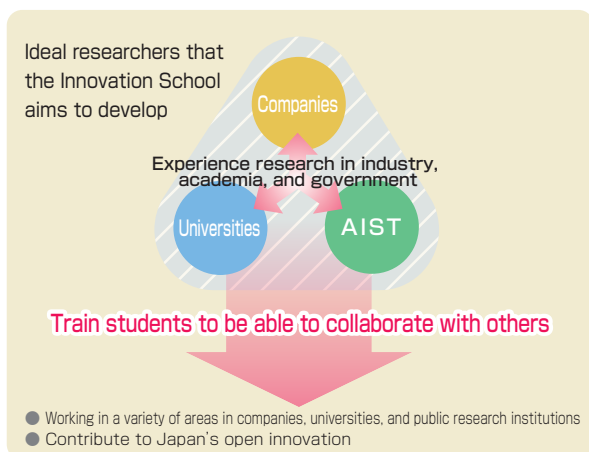 Ideal researchers that
the Innovation School
aims to develop
Companies
Experience research in industry,
academia, and government
Universities
AIST
Train students to be able to collaborate with others
● Working in a variety of areas in companies, universities, and public research institutions
● Contribute to Japan's open innovation